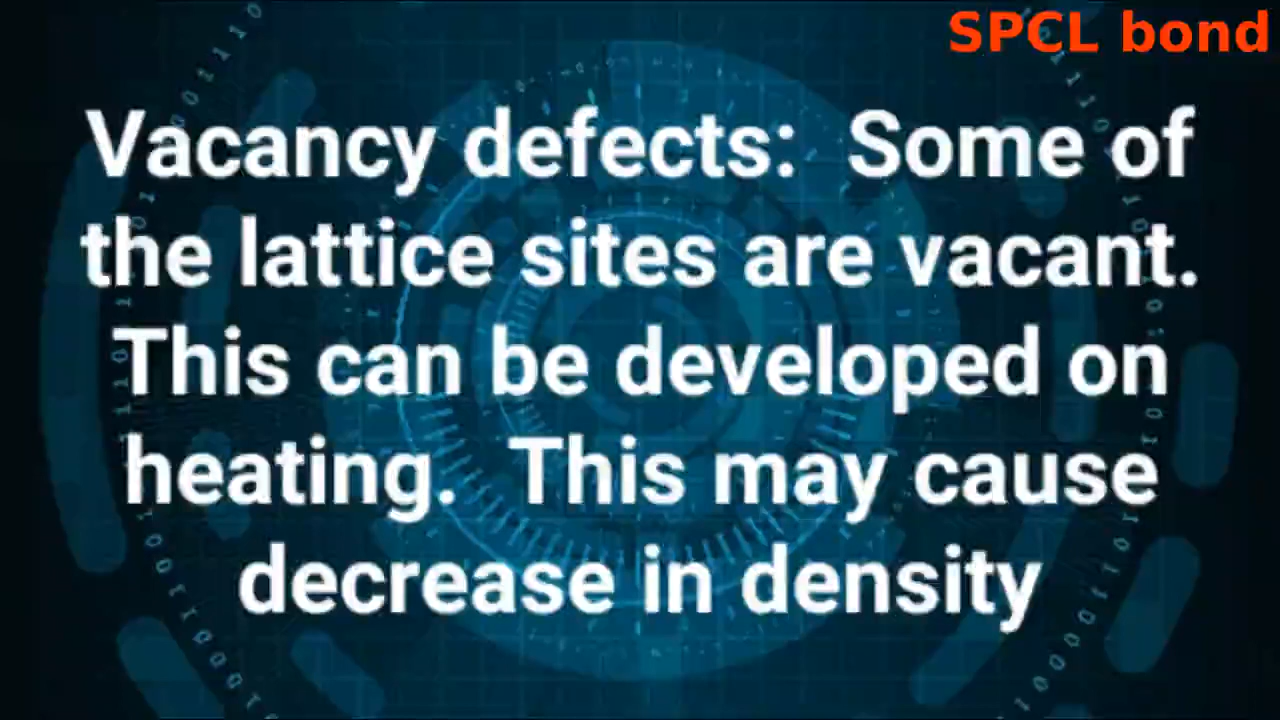 SPCL bond
Vacancy defects:  Some of
the lattice sites are vacant.
This can be developed on
heating.  This may cause
decrease in density